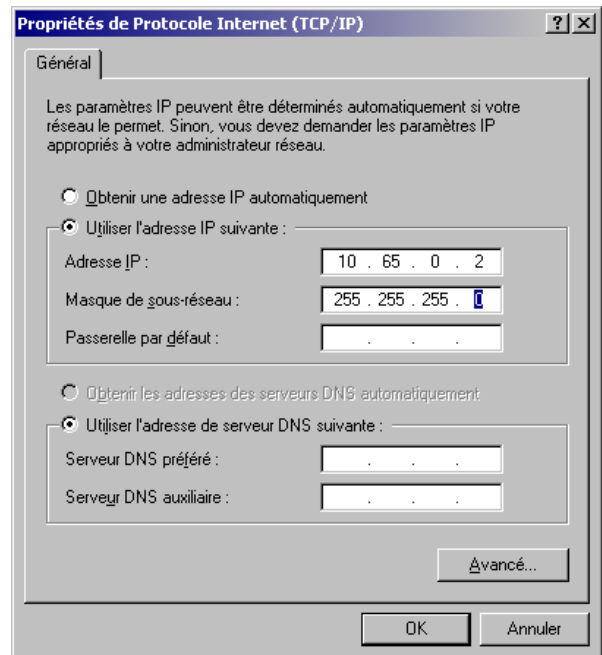 Propriétés de Protocole Internet (TCP/IP)
Général
Les paramètres IP peuvent être déterminés automatiquement si votre
réseau le permet. Sinon, vous devez demander les paramètres IP
appropriés à votre administrateur réseau.
Obtenir une adresse IP automatiquement
Utiliser l'adresse IP suivante :
Adresse IP : 10 . 65 . 0 . 2
Masque de sous-réseau : 255 . 255 . 255 . 0
Passerelle par défaut : . . .
Obtenir les adresses des serveurs DNS automatiquement
Utiliser l'adresse de serveur DNS suivante :
Serveur DNS préféré : . . .
Serveur DNS auxiliaire : . . .
Avancé...
OK Annuler